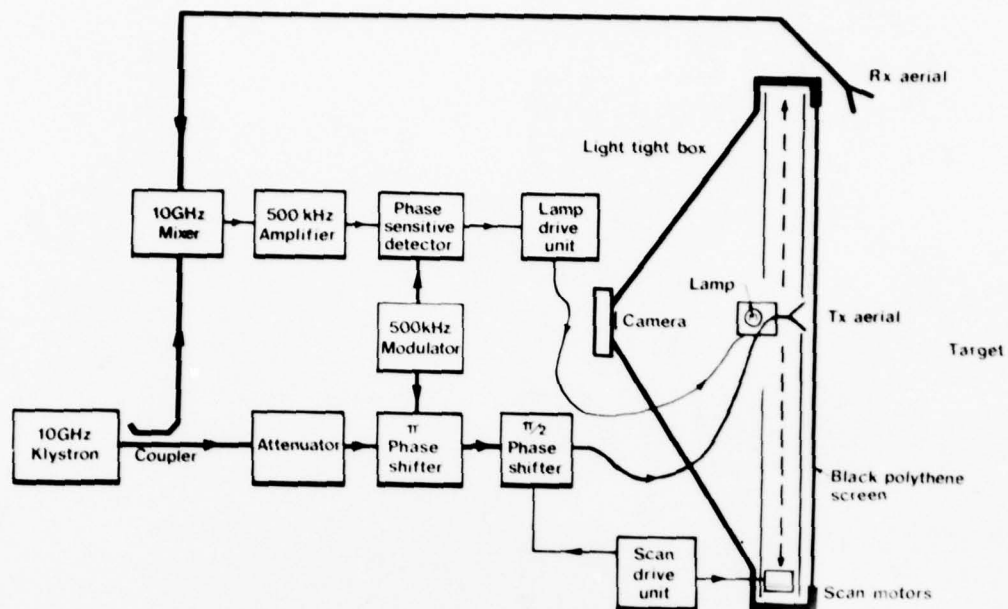 Rx aerial
Light tight box
10GHz
Mixer
500 kHz
Amplifier
Phase
sensitive
detector
Lamp
drive
unit
Lamp
Camera
Tx aerial
Target
500kHz
Modulator
10GHz
Klystron
Coupler
Attenuator
π
Phase
shifter
π/2
Phase
shifter
Black polythene
screen
Scan
drive
unit
Scan motors